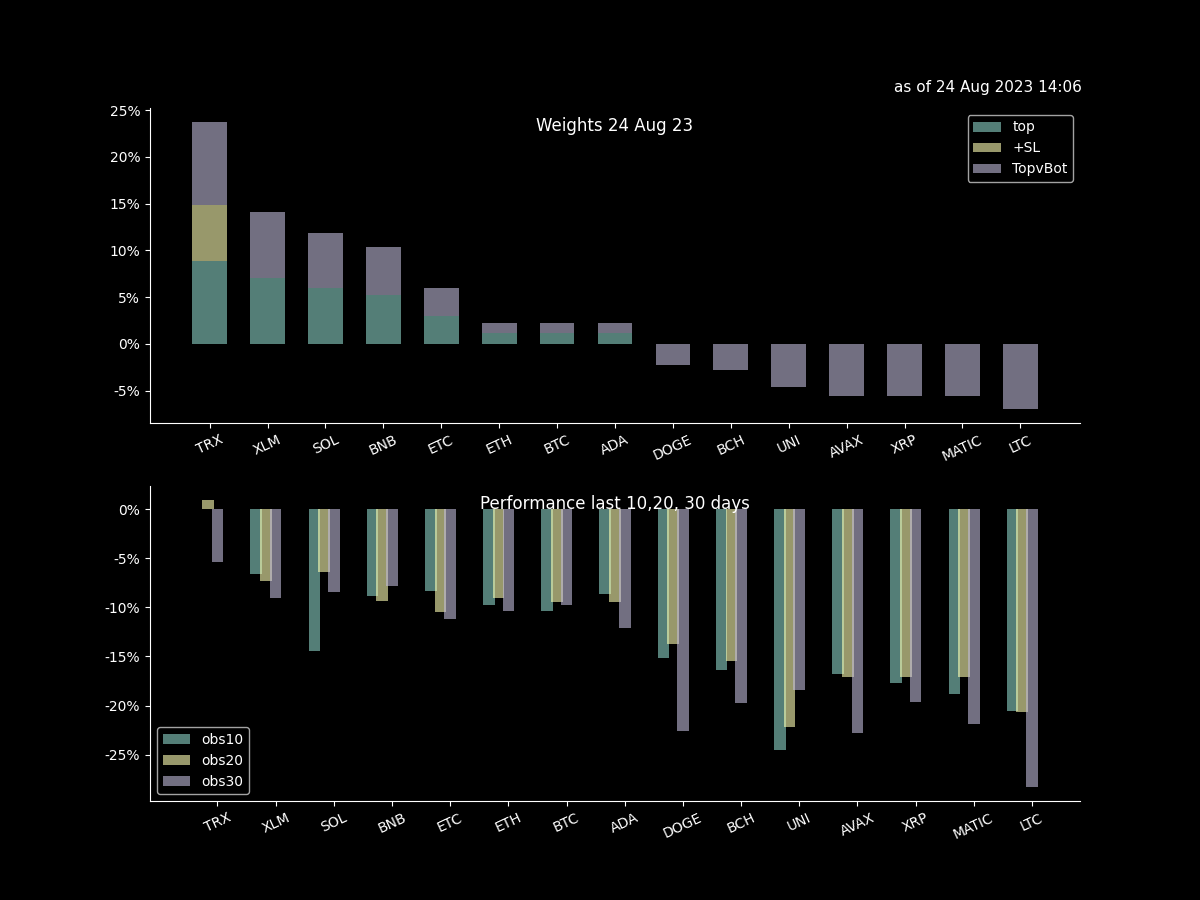 as of 24 Aug 2023 14:06
Weights 24 Aug 23
25%
20%
15%
10%
5%
0%
-5%
top
+SL
TopvBot
TRX XLM SOL BNB ETC ETH BTC ADA DOGE BCH UNI AVAX XRP MATIC LTC
Performance last 10,20, 30 days
0%
-5%
-10%
-15%
-20%
-25%
obs10
obs20
obs30
TRX XLM SOL BNB ETC ETH BTC ADA DOGE BCH UNI AVAX XRP MATIC LTC